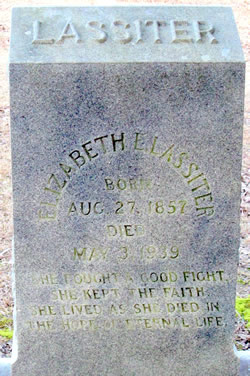 LASSITER
ELIZABETH E. LASSITER
BORN
AUG. 27, 1857
DIED
MAY 3, 1939
SHE FOUGHT A GOOD FIGHT,
SHE KEPT THE FAITH,
SHE LIVED AS SHE DIED IN
THE HOPE OF ETERNAL LIFE.